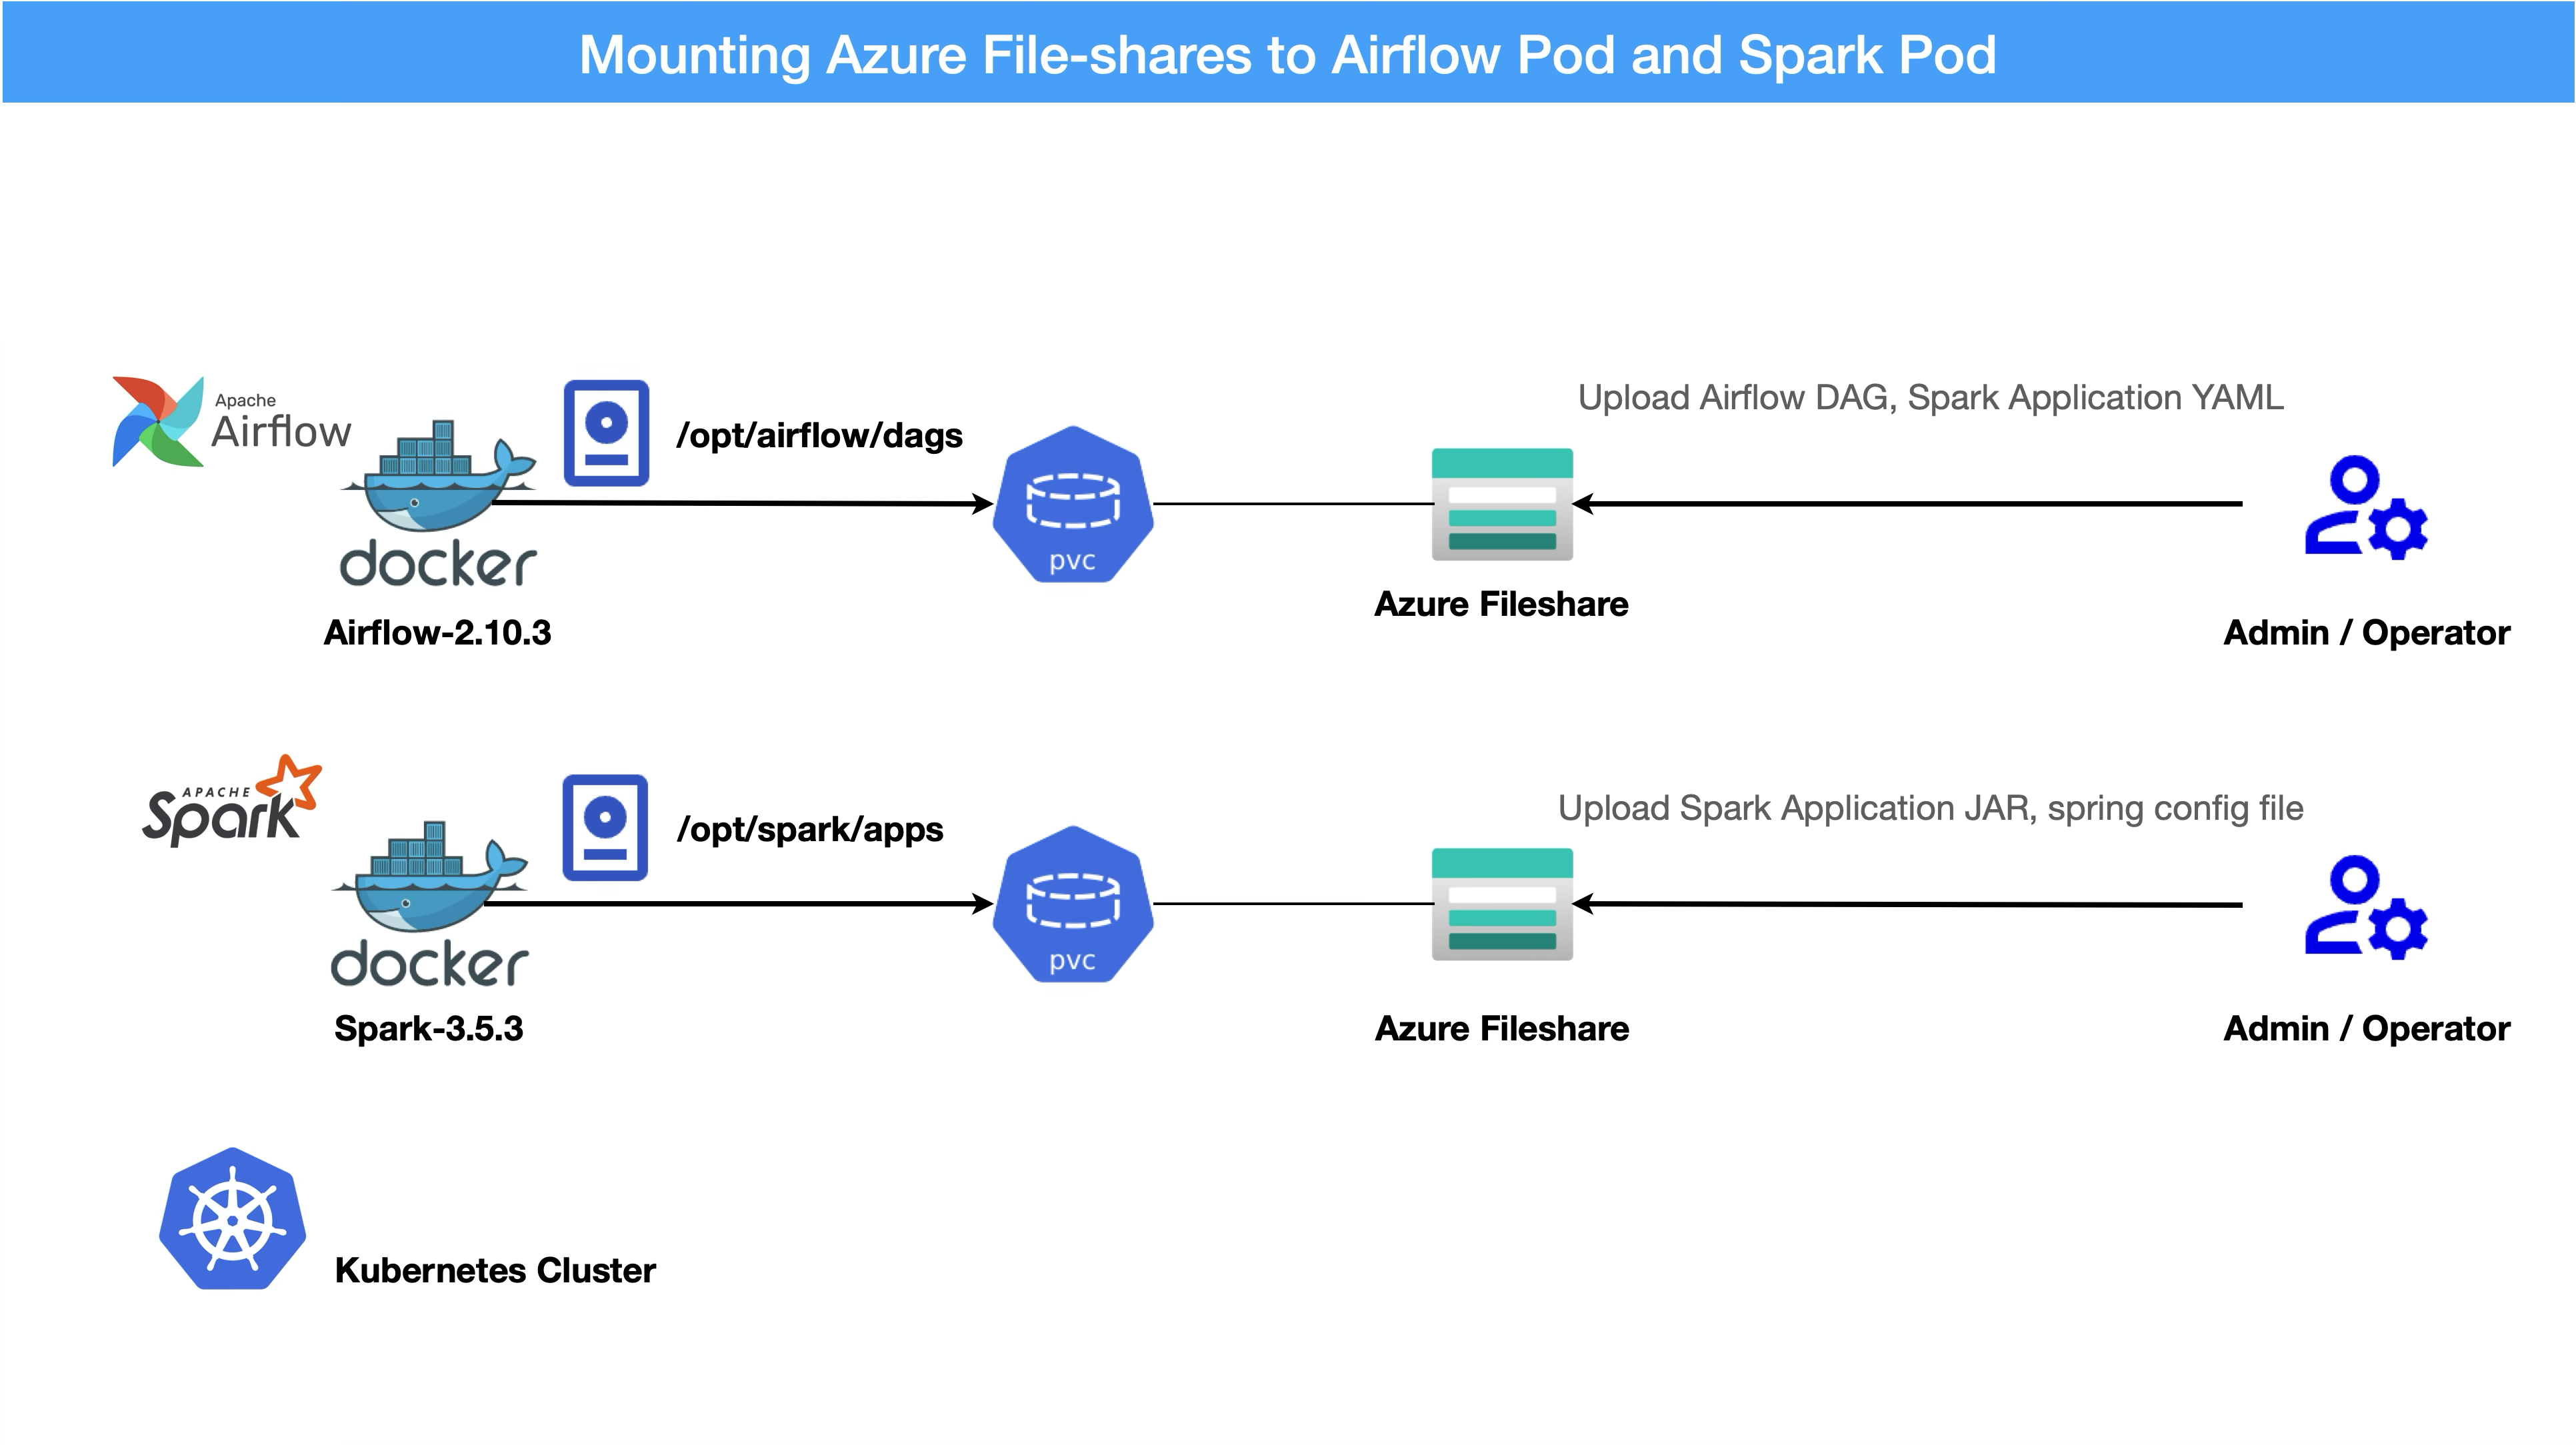 Mounting Azure File-shares to Airflow Pod and Spark Pod
Apache
Airflow
/opt/airflow/dags
Upload Airflow DAG, Spark Application YAML
docker
pvc
Azure Fileshare
Airflow-2.10.3
Admin / Operator
APACHE
Spark
/opt/spark/apps
Upload Spark Application JAR, spring config file
docker
pvc
Spark-3.5.3
Azure Fileshare
Admin / Operator
Kubernetes Cluster